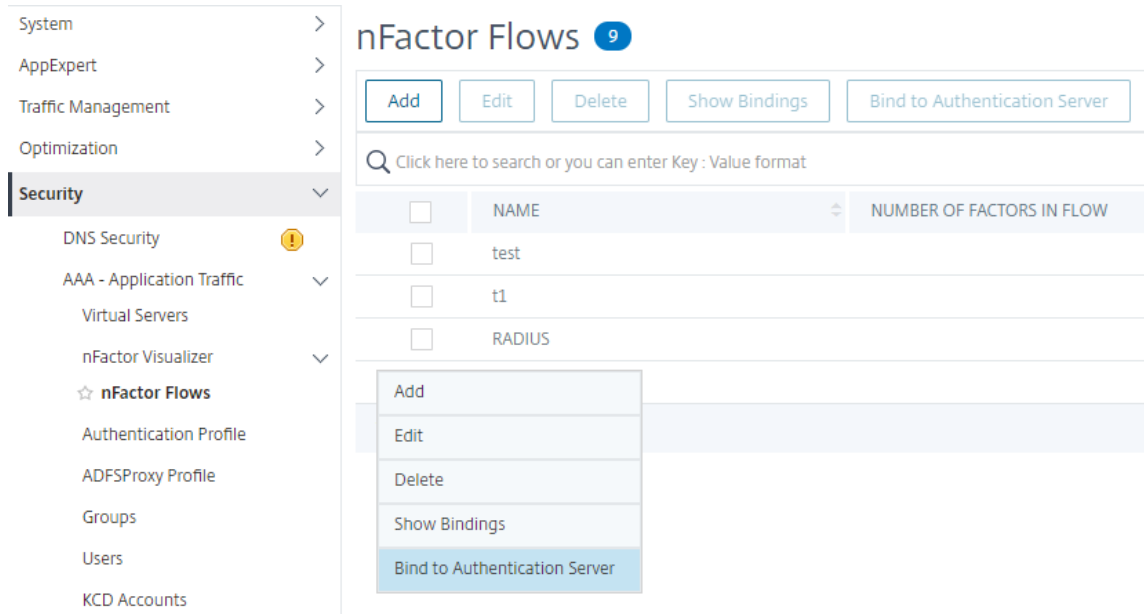 System
AppExpert
Traffic Management
Optimization
Security
DNS Security
AAA - Application Traffic
Virtual Servers
nFactor Visualizer
nFactor Flows
Authentication Profile
ADFSProxy Profile
Groups
Users
KCD Accounts
nFactor Flows 9
Add Edit Delete Show Bindings Bind to Authentication Server
Click here to search or you can enter Key : Value format
NAME NUMBER OF FACTORS IN FLOW
test
t1
RADIUS
Add
Edit
Delete
Show Bindings
Bind to Authentication Server